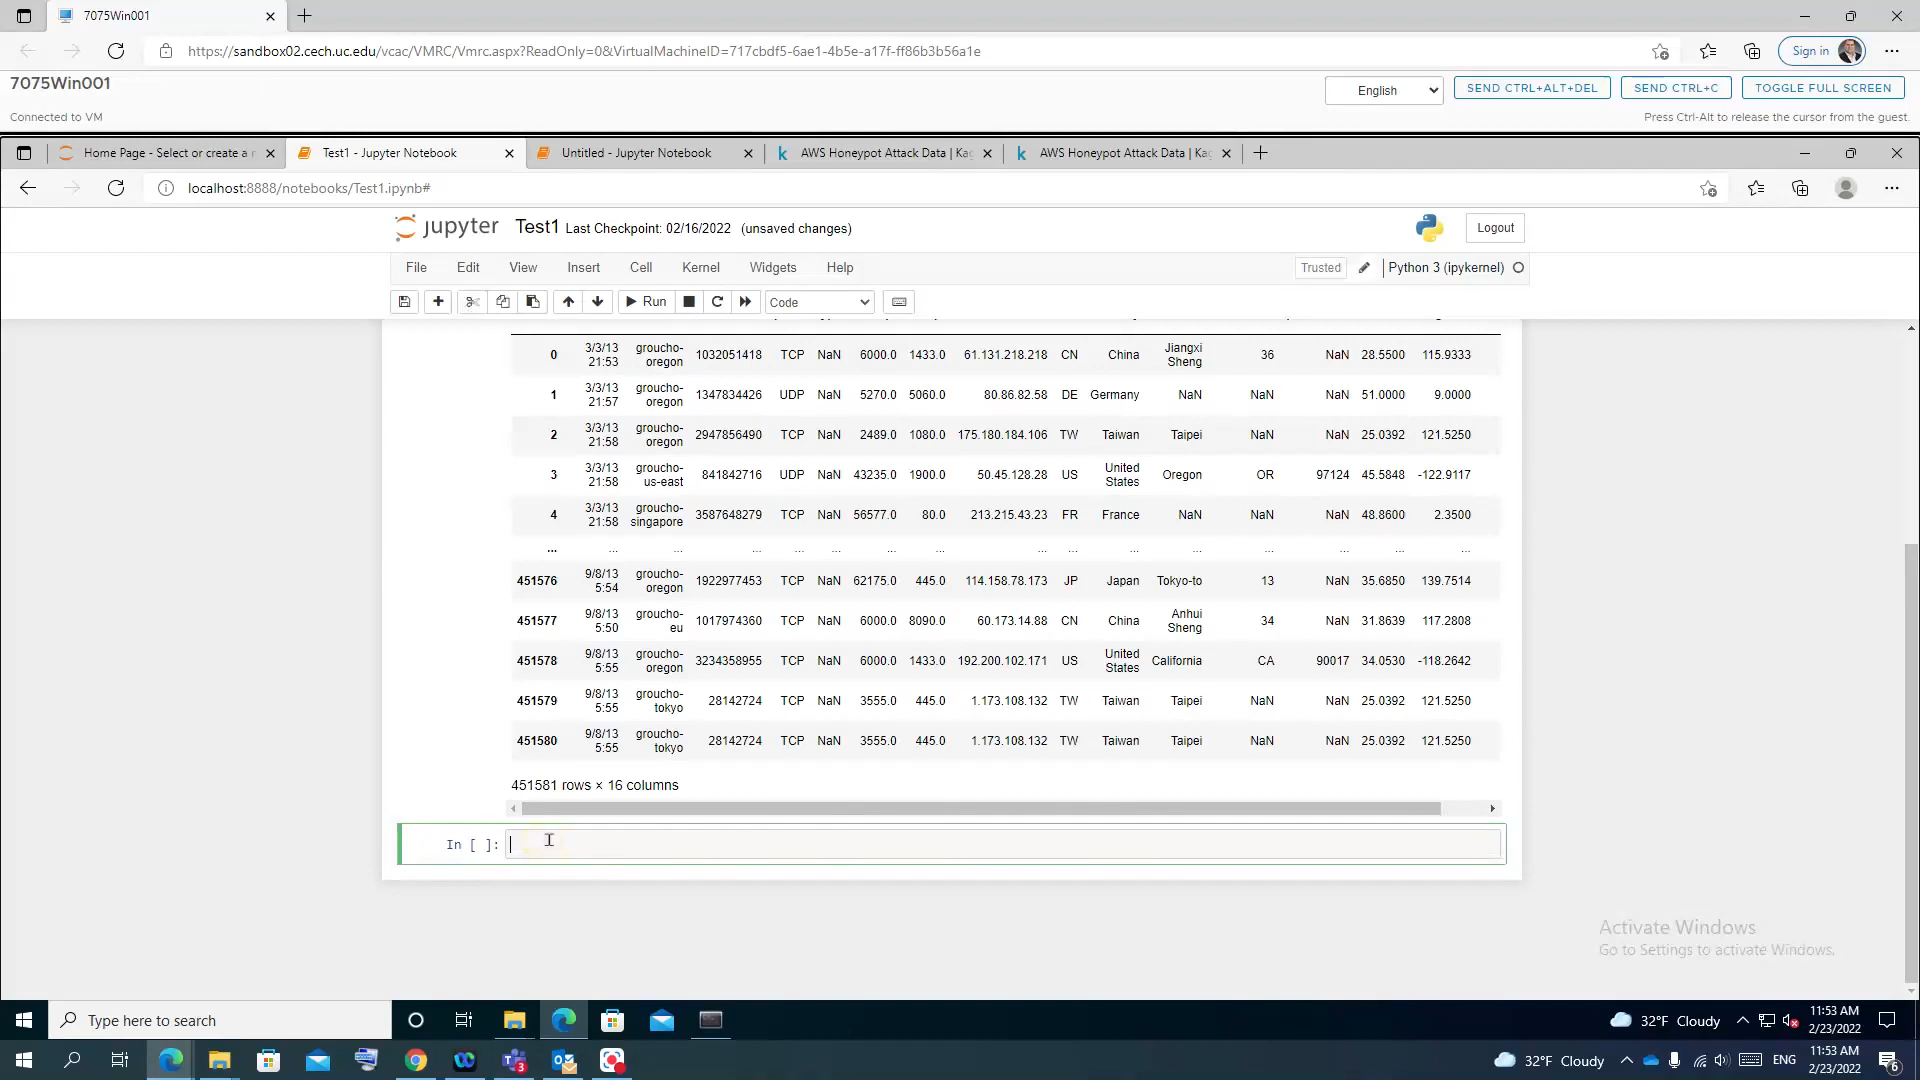 7075Win001
https://sandbox02.cech.uc.edu/vcac/VMRC/Vmrc.aspx?ReadOnly=0&VirtualMachineID=717cbdf5-6ae1-4b5e-a17f-ff86b3b56a1e
Sign in
7075Win001
English
SEND CTRL+ALT+DEL
SEND CTRL+C
TOGGLE FULL SCREEN
Connected to VM
Press Ctrl-Alt to release the cursor from the guest.
Home Page - Select or create a n
Test1 - Jupyter Notebook
Untitled - Jupyter Notebook
AWS Honeypot Attack Data | Kag
AWS Honeypot Attack Data | Kag
localhost:8888/notebooks/Test1.ipynb#
jupyter Test1 Last Checkpoint: 02/16/2022 (unsaved changes)
Logout
File Edit View Insert Cell Kernel Widgets Help
Trusted
Python 3 (ipykernel)
Run
Code
0 3/3/13 21:53 groucho-oregon 1032051418 TCP NaN 6000.0 1433.0 61.131.218.218 CN China Jiangxi Sheng 36 NaN 28.5500 115.9333
1 3/3/13 21:57 groucho-oregon 1347834426 UDP NaN 5270.0 5060.0 80.86.82.58 DE Germany NaN NaN NaN 51.0000 9.0000
2 3/3/13 21:58 groucho-oregon 2947856490 TCP NaN 2489.0 1080.0 175.180.184.106 TW Taiwan Taipei NaN NaN 25.0392 121.5250
3 3/3/13 21:58 groucho-us-east 841842716 UDP NaN 43235.0 1900.0 50.45.128.28 US United States Oregon OR 97124 45.5848 -122.9117
4 3/3/13 21:58 groucho-singapore 3587648279 TCP NaN 56577.0 80.0 213.215.43.23 FR France NaN NaN NaN 48.8600 2.3500
... ... ... ... ... ... ... ... ... ... ... ... ... ... ... ...
451576 9/8/13 5:54 groucho-oregon 1922977453 TCP NaN 62175.0 445.0 114.158.78.173 JP Japan Tokyo-to 13 NaN 35.6850 139.7514
451577 9/8/13 5:50 groucho-eu 1017974360 TCP NaN 6000.0 8090.0 60.173.14.88 CN China Anhui Sheng 34 NaN 31.8639 117.2808
451578 9/8/13 5:55 groucho-oregon 3234358955 TCP NaN 6000.0 1433.0 192.200.102.171 US United States California CA 90017 34.0530 -118.2642
451579 9/8/13 5:55 groucho-tokyo 28142724 TCP NaN 3555.0 445.0 1.173.108.132 TW Taiwan Taipei NaN NaN 25.0392 121.5250
451580 9/8/13 5:55 groucho-tokyo 28142724 TCP NaN 3555.0 445.0 1.173.108.132 TW Taiwan Taipei NaN NaN 25.0392 121.5250
451581 rows × 16 columns
In [ ]:
Activate Windows
Go to Settings to activate Windows.
Type here to search
32°F Cloudy
11:53 AM
2/23/2022
32°F Cloudy
ENG
11:53 AM
2/23/2022